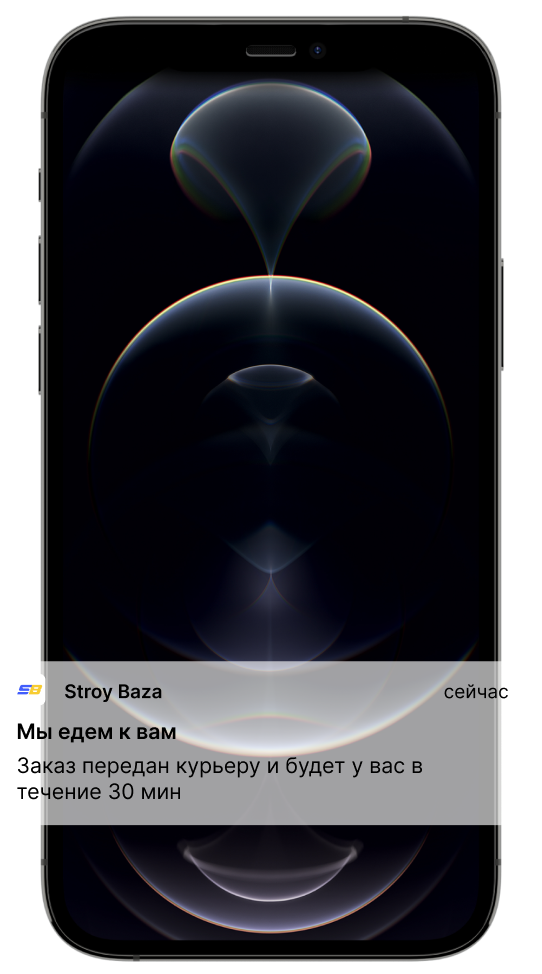 SB
Stroy Baza
сейчас
Мы едем к вам
Заказ передан курьеру и будет у вас в
течение 30 мин